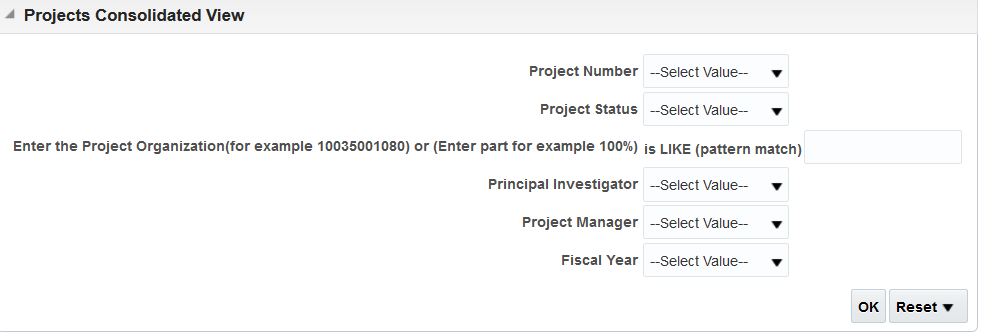 Projects Consolidated View
Project Number --Select Value--
Project Status --Select Value--
Enter the Project Organization(for example 10035001080) or (Enter part for example 100%) is LIKE (pattern match)
Principal Investigator --Select Value--
Project Manager --Select Value--
Fiscal Year --Select Value--
OK Reset